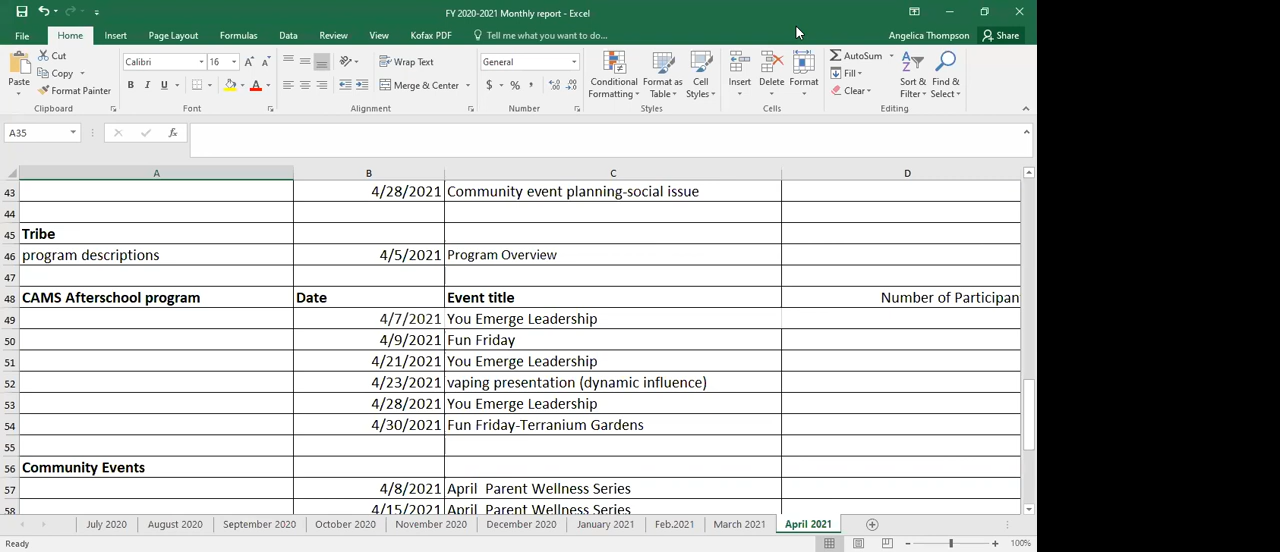 FY 2020-2021 Monthly report - Excel
File Home Insert Page Layout Formulas Data Review View Kofax PDF Tell me what you want to do... Angelica Thompson Share
Paste Cut Copy Format Painter Clipboard
Calibri 16 A A B I U A Font
Wrap Text Merge & Center Alignment
General $ % , Number
Conditional Formatting Format as Table Cell Styles Styles
Insert Delete Format Cells
AutoSum Fill Clear Sort & Filter Find & Select Editing
A35 fx
A B C D
43 4/28/2021 Community event planning-social issue
44
45 Tribe
46 program descriptions 4/5/2021 Program Overview
47
48 CAMS Afterschool program Date Event title Number of Participan
49 4/7/2021 You Emerge Leadership
50 4/9/2021 Fun Friday
51 4/21/2021 You Emerge Leadership
52 4/23/2021 vaping presentation (dynamic influence)
53 4/28/2021 You Emerge Leadership
54 4/30/2021 Fun Friday-Terranium Gardens
55
56 Community Events
57 4/8/2021 April Parent Wellness Series
58 4/15/2021 April Parent Wellness Series
July 2020 August 2020 September 2020 October 2020 November 2020 December 2020 January 2021 Feb.2021 March 2021 April 2021
Ready 100%